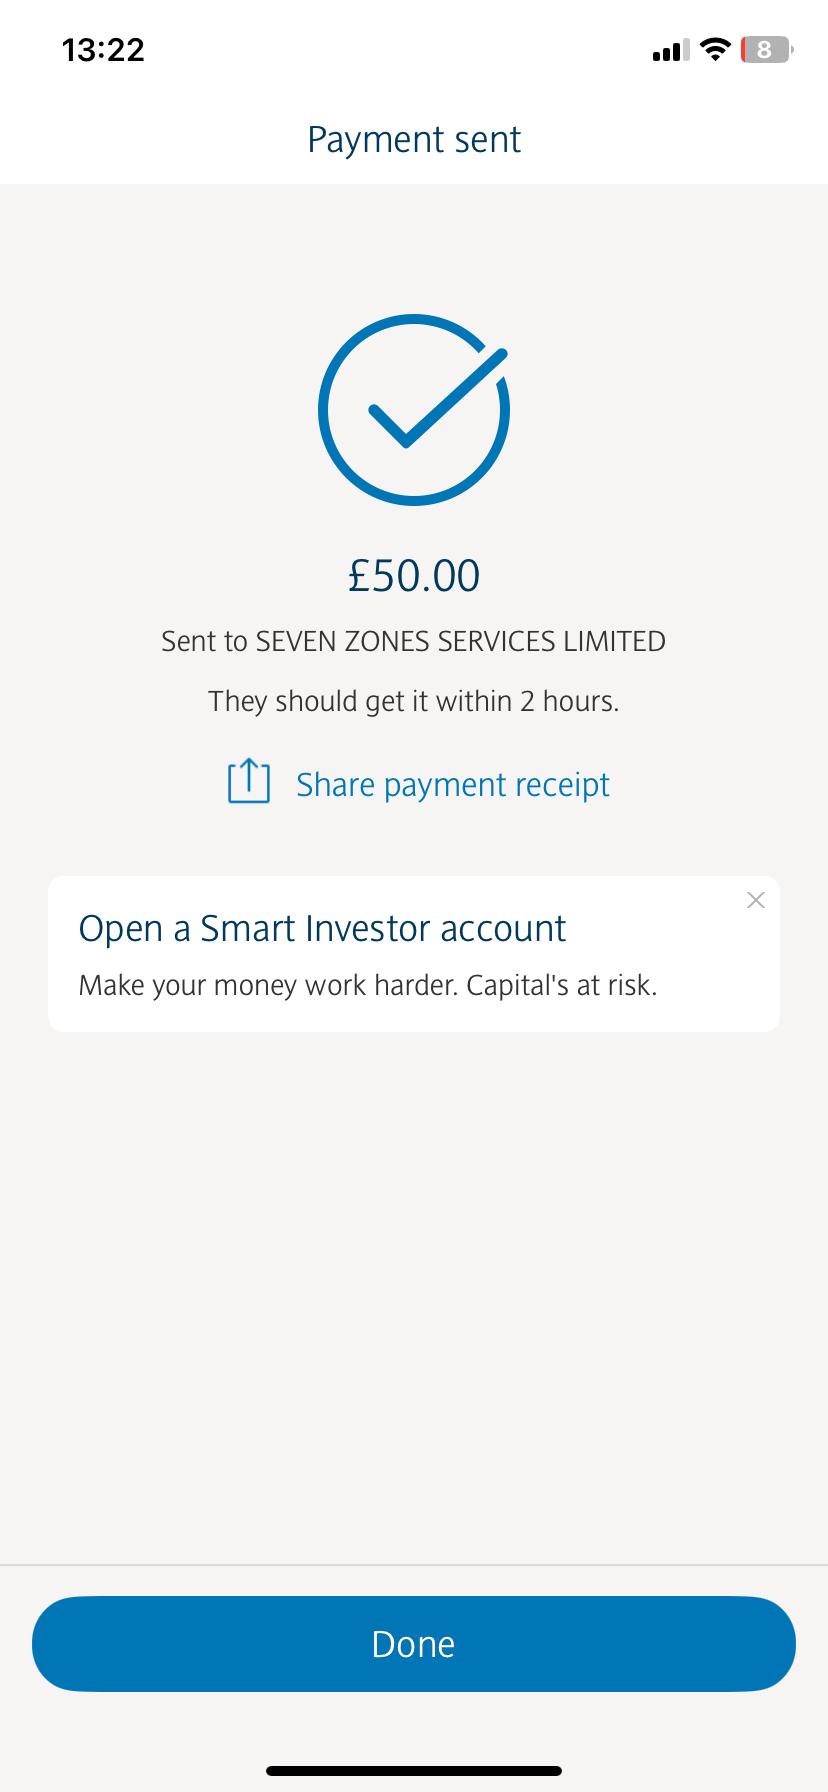 13:22
8
Payment sent
£50.00
Sent to SEVEN ZONES SERVICES LIMITED
They should get it within 2 hours.
Share payment receipt
Open a Smart Investor account
Make your money work harder. Capital's at risk.
Done